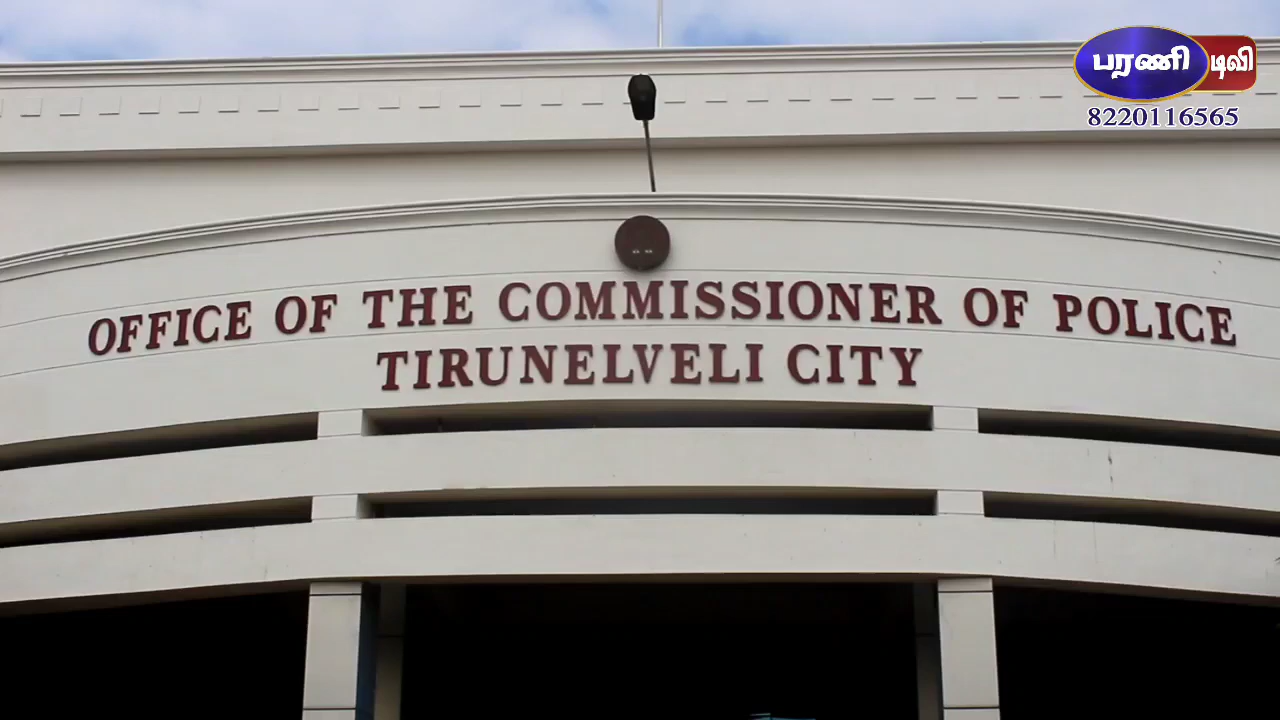 பரணி டிவி
8220116565
OFFICE OF THE COMMISSIONER OF POLICE
TIRUNELVELI CITY